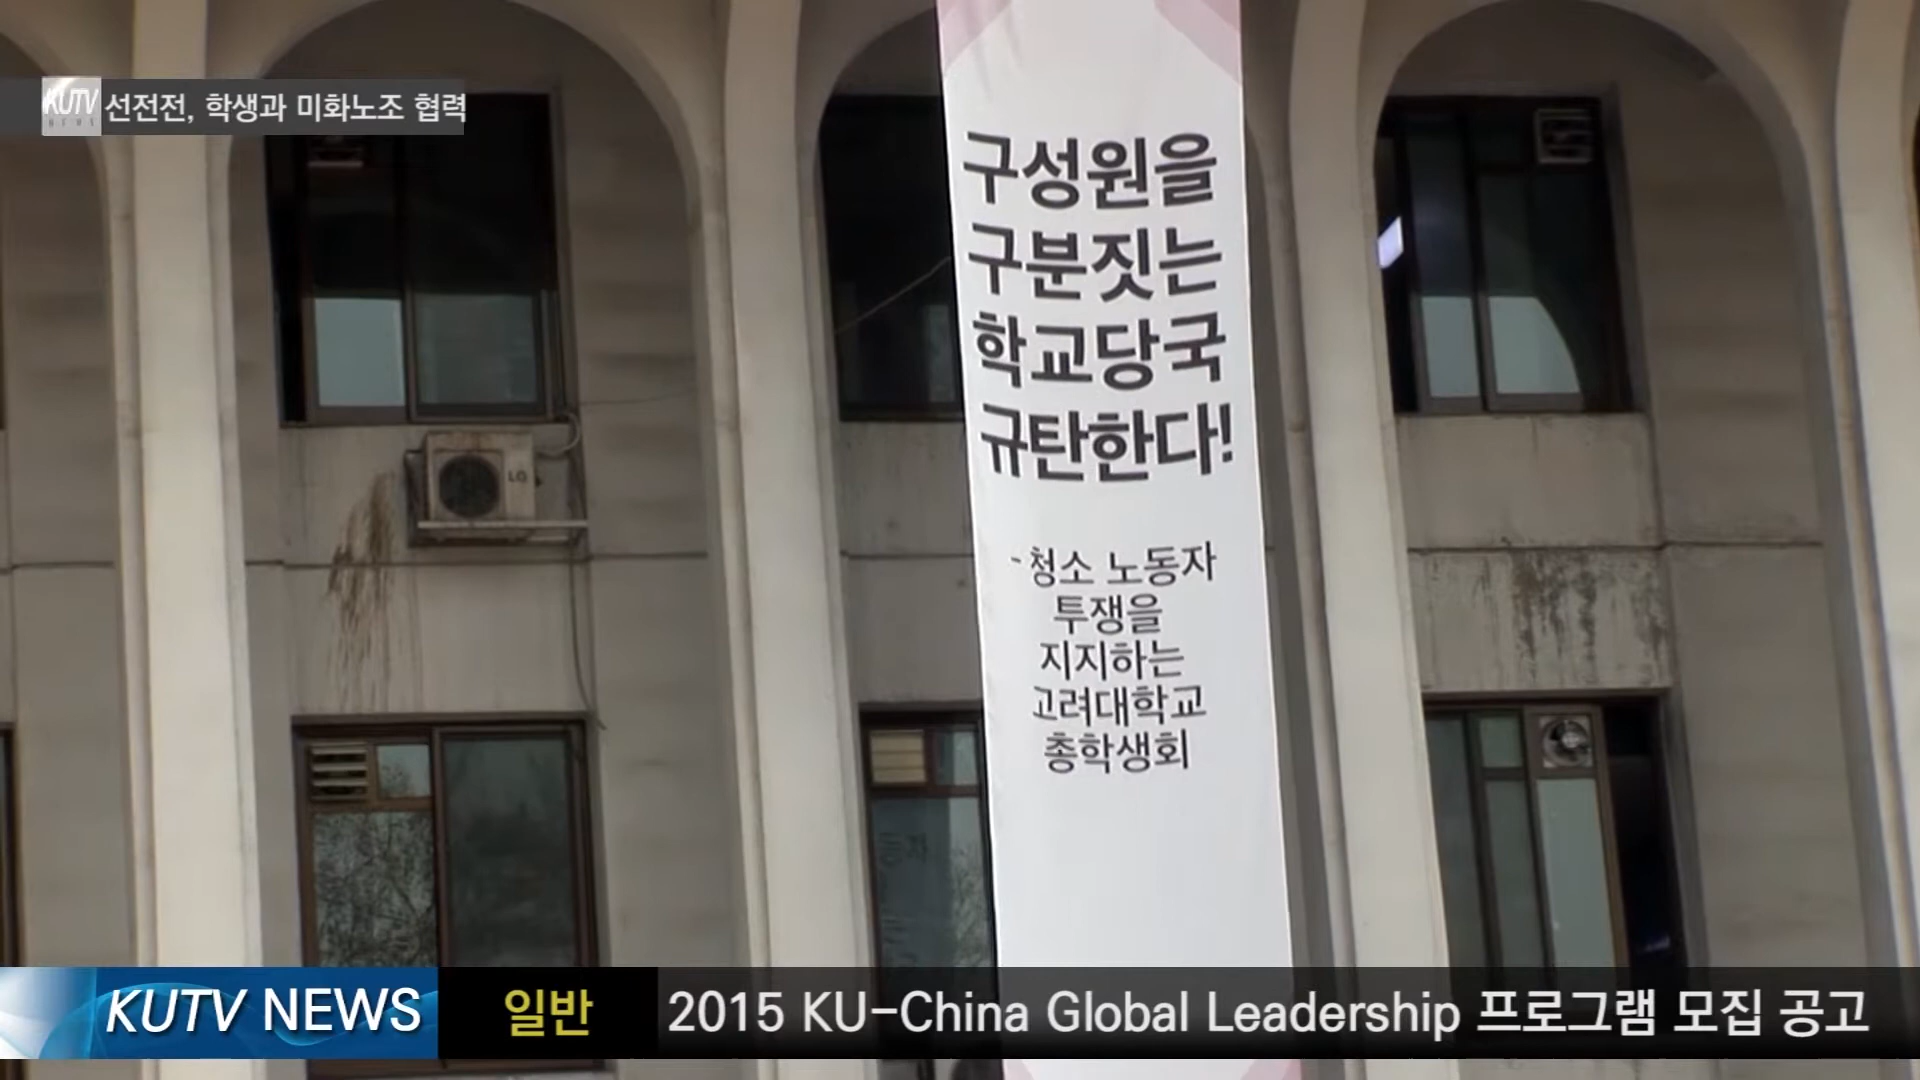 KUTV
NEWS
선전전, 학생과 미화노조 협력
구성원을
구분짓는
학교당국
규탄한다!
-청소 노동자
투쟁을
지지하는
고려대학교
총학생회
LG
KUTV NEWS
일반
2015 KU-China Global Leadership 프로그램 모집 공고